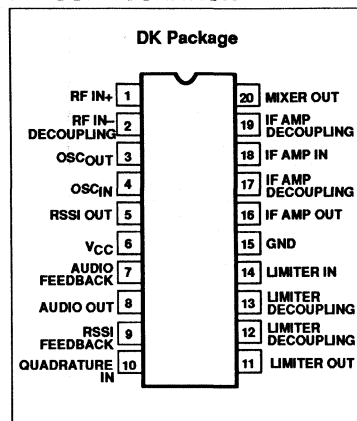 DK Package
RF IN+ 1
RF IN–
DECOUPLING 2
OSCOUT 3
OSCIN 4
RSSI OUT 5
VCC 6
AUDIO
FEEDBACK 7
AUDIO OUT 8
RSSI
FEEDBACK 9
QUADRATURE
IN 10
20 MIXER OUT
19 IF AMP
DECOUPLING
18 IF AMP IN
17 IF AMP
DECOUPLING
16 IF AMP OUT
15 GND
14 LIMITER IN
13 LIMITER
DECOUPLING
12 LIMITER
DECOUPLING
11 LIMITER OUT